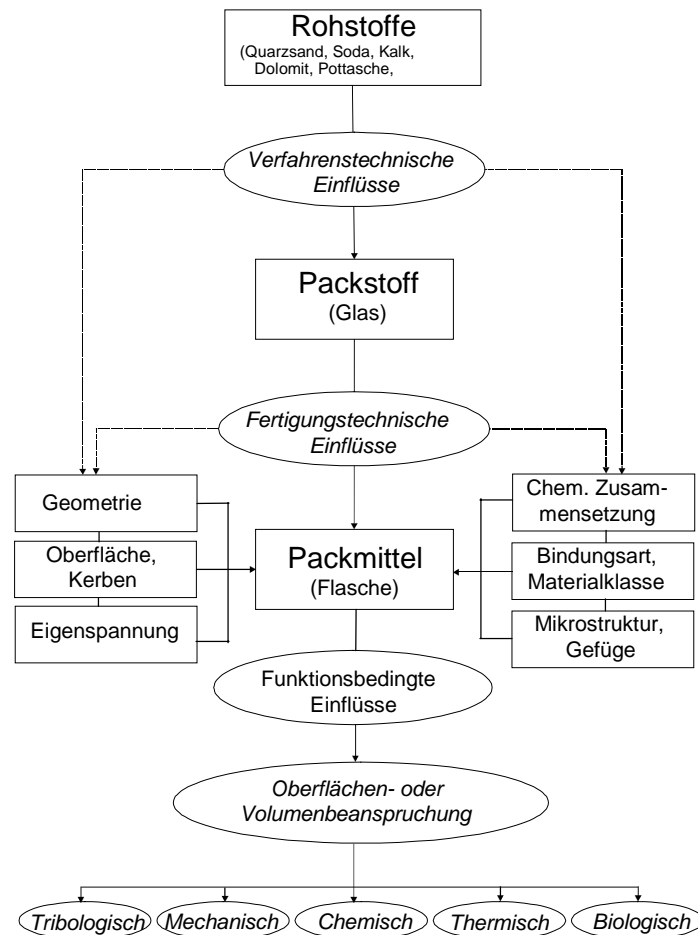 Rohstoffe
(Quarzsand, Soda, Kalk,
Dolomit, Pottasche,
Verfahrenstechnische
Einflüsse
Packstoff
(Glas)
Fertigungstechnische
Einflüsse
Geometrie
Oberfläche,
Kerben
Eigenspannung
Packmittel
(Flasche)
Chem. Zusam-
mensetzung
Bindungsart,
Materialklasse
Mikrostruktur,
Gefüge
Funktionsbedingte
Einflüsse
Oberflächen- oder
Volumenbeanspruchung
Tribologisch
Mechanisch
Chemisch
Thermisch
Biologisch